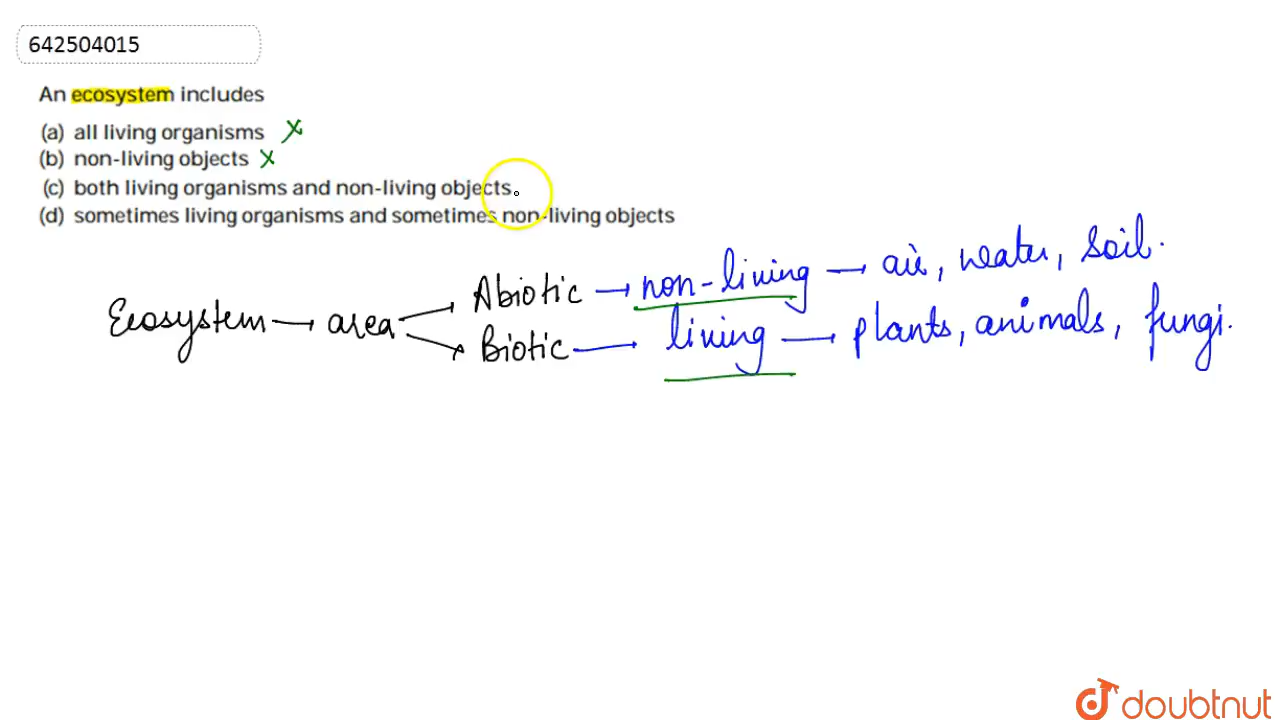 642504015
An ecosystem includes
(a) all living organisms X
(b) non-living objects X
(c) both living organisms and non-living objects.
(d) sometimes living organisms and sometimes non-living objects
Abiotic → non-living → air, water, soil.
Ecosystem → area
Biotic → living → plants, animals, fungi.
doubtnut